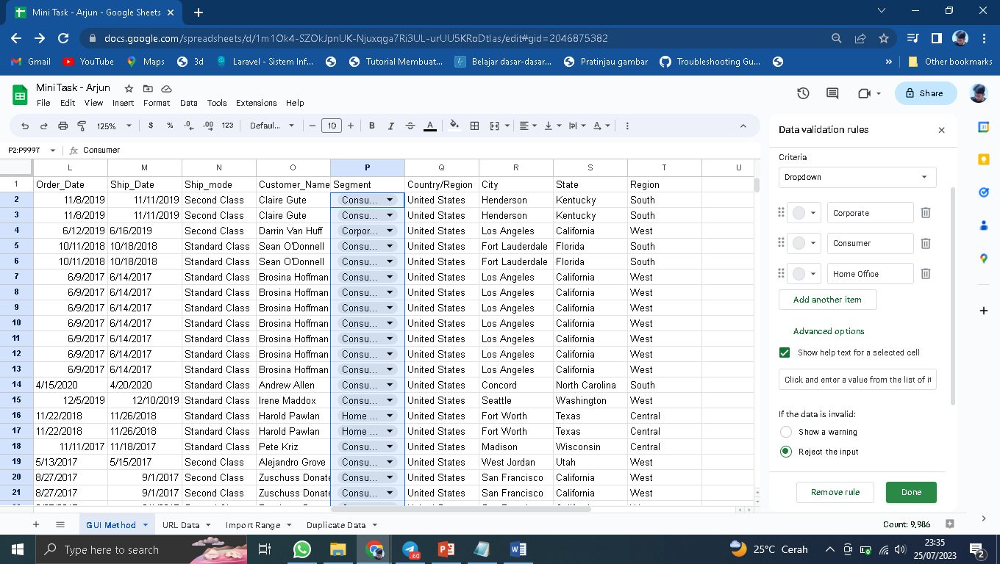 Mini Task - Arjun - Google Sheets
docs.google.com/spreadsheets/d/1m1Ok4-SZOkJpnUK-Njuxqga7Ri3UL-urUU5KRoDtIas/edit#gid=2046875382
Gmail YouTube Maps 3d Laravel - Sistem Inf... Tutorial Membuat... Belajar dasar-dasar... Pratinjau gambar Troubleshooting Gu... » Other bookmarks
Mini Task - Arjun
File Edit View Insert Format Data Tools Extensions Help
Share
125% $ % .0 .00 123 Defaul... 10 B I A
P2:P9997 fx Consumer
L M N O P Q R S T U
1 Order_Date Ship_Date Ship_mode Customer_Name Segment Country/Region City State Region
2 11/8/2019 11/11/2019 Second Class Claire Gute Consu... United States Henderson Kentucky South
3 11/8/2019 11/11/2019 Second Class Claire Gute Consu... United States Henderson Kentucky South
4 6/12/2019 6/16/2019 Second Class Darrin Van Huff Corpor... United States Los Angeles California West
5 10/11/2018 10/18/2018 Standard Class Sean O'Donnell Consu... United States Fort Lauderdale Florida South
6 10/11/2018 10/18/2018 Standard Class Sean O'Donnell Consu... United States Fort Lauderdale Florida South
7 6/9/2017 6/14/2017 Standard Class Brosina Hoffman Consu... United States Los Angeles California West
8 6/9/2017 6/14/2017 Standard Class Brosina Hoffman Consu... United States Los Angeles California West
9 6/9/2017 6/14/2017 Standard Class Brosina Hoffman Consu... United States Los Angeles California West
10 6/9/2017 6/14/2017 Standard Class Brosina Hoffman Consu... United States Los Angeles California West
11 6/9/2017 6/14/2017 Standard Class Brosina Hoffman Consu... United States Los Angeles California West
12 6/9/2017 6/14/2017 Standard Class Brosina Hoffman Consu... United States Los Angeles California West
13 6/9/2017 6/14/2017 Standard Class Brosina Hoffman Consu... United States Los Angeles California West
14 4/15/2020 4/20/2020 Standard Class Andrew Allen Consu... United States Concord North Carolina South
15 12/5/2019 12/10/2019 Standard Class Irene Maddox Consu... United States Seattle Washington West
16 11/22/2018 11/26/2018 Standard Class Harold Pawlan Home ... United States Fort Worth Texas Central
17 11/22/2018 11/26/2018 Standard Class Harold Pawlan Home ... United States Fort Worth Texas Central
18 11/11/2017 11/18/2017 Standard Class Pete Kriz Consu... United States Madison Wisconsin Central
19 5/13/2017 5/15/2017 Second Class Alejandro Grove Consu... United States West Jordan Utah West
20 8/27/2017 9/1/2017 Second Class Zuschuss Donate Consu... United States San Francisco California West
21 8/27/2017 9/1/2017 Second Class Zuschuss Donate Consu... United States San Francisco California West
Data validation rules
Criteria
Dropdown
Corporate
Consumer
Home Office
Add another item
Advanced options
Show help text for a selected cell
Click and enter a value from the list of it
If the data is invalid:
Show a warning
Reject the input
Remove rule Done
GUI Method URL Data Import Range Duplicate Data Count: 9,986
Type here to search
.60
25°C Cerah
23:35
25/07/2023
2